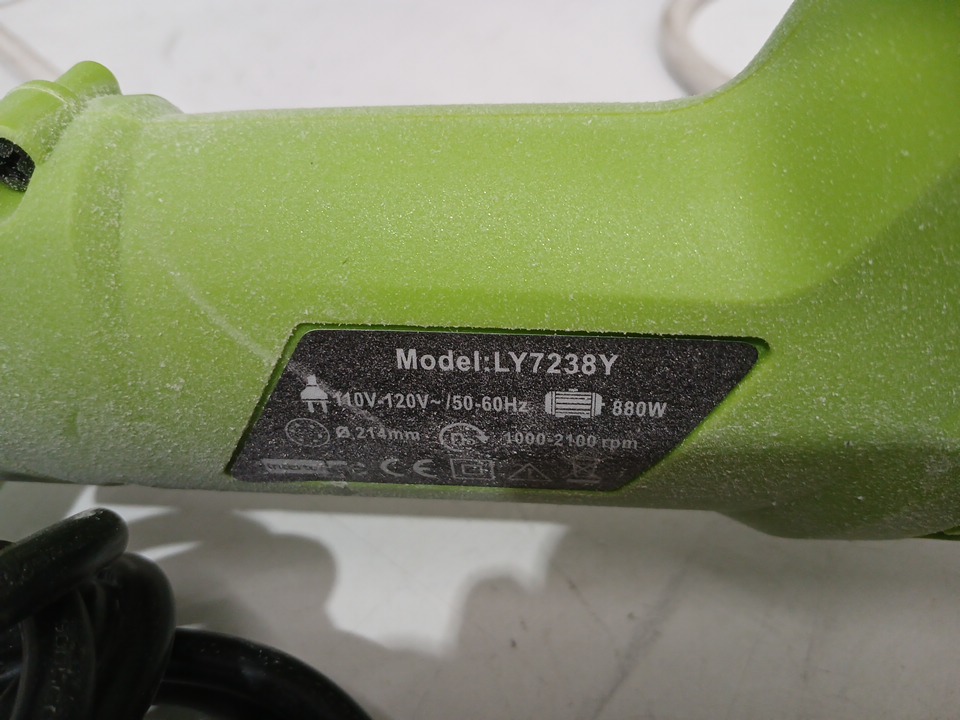 Model:LY7238Y
110V-120V~/50-60Hz 880W
Ø 214mm n 1000-2100 rpm
CE